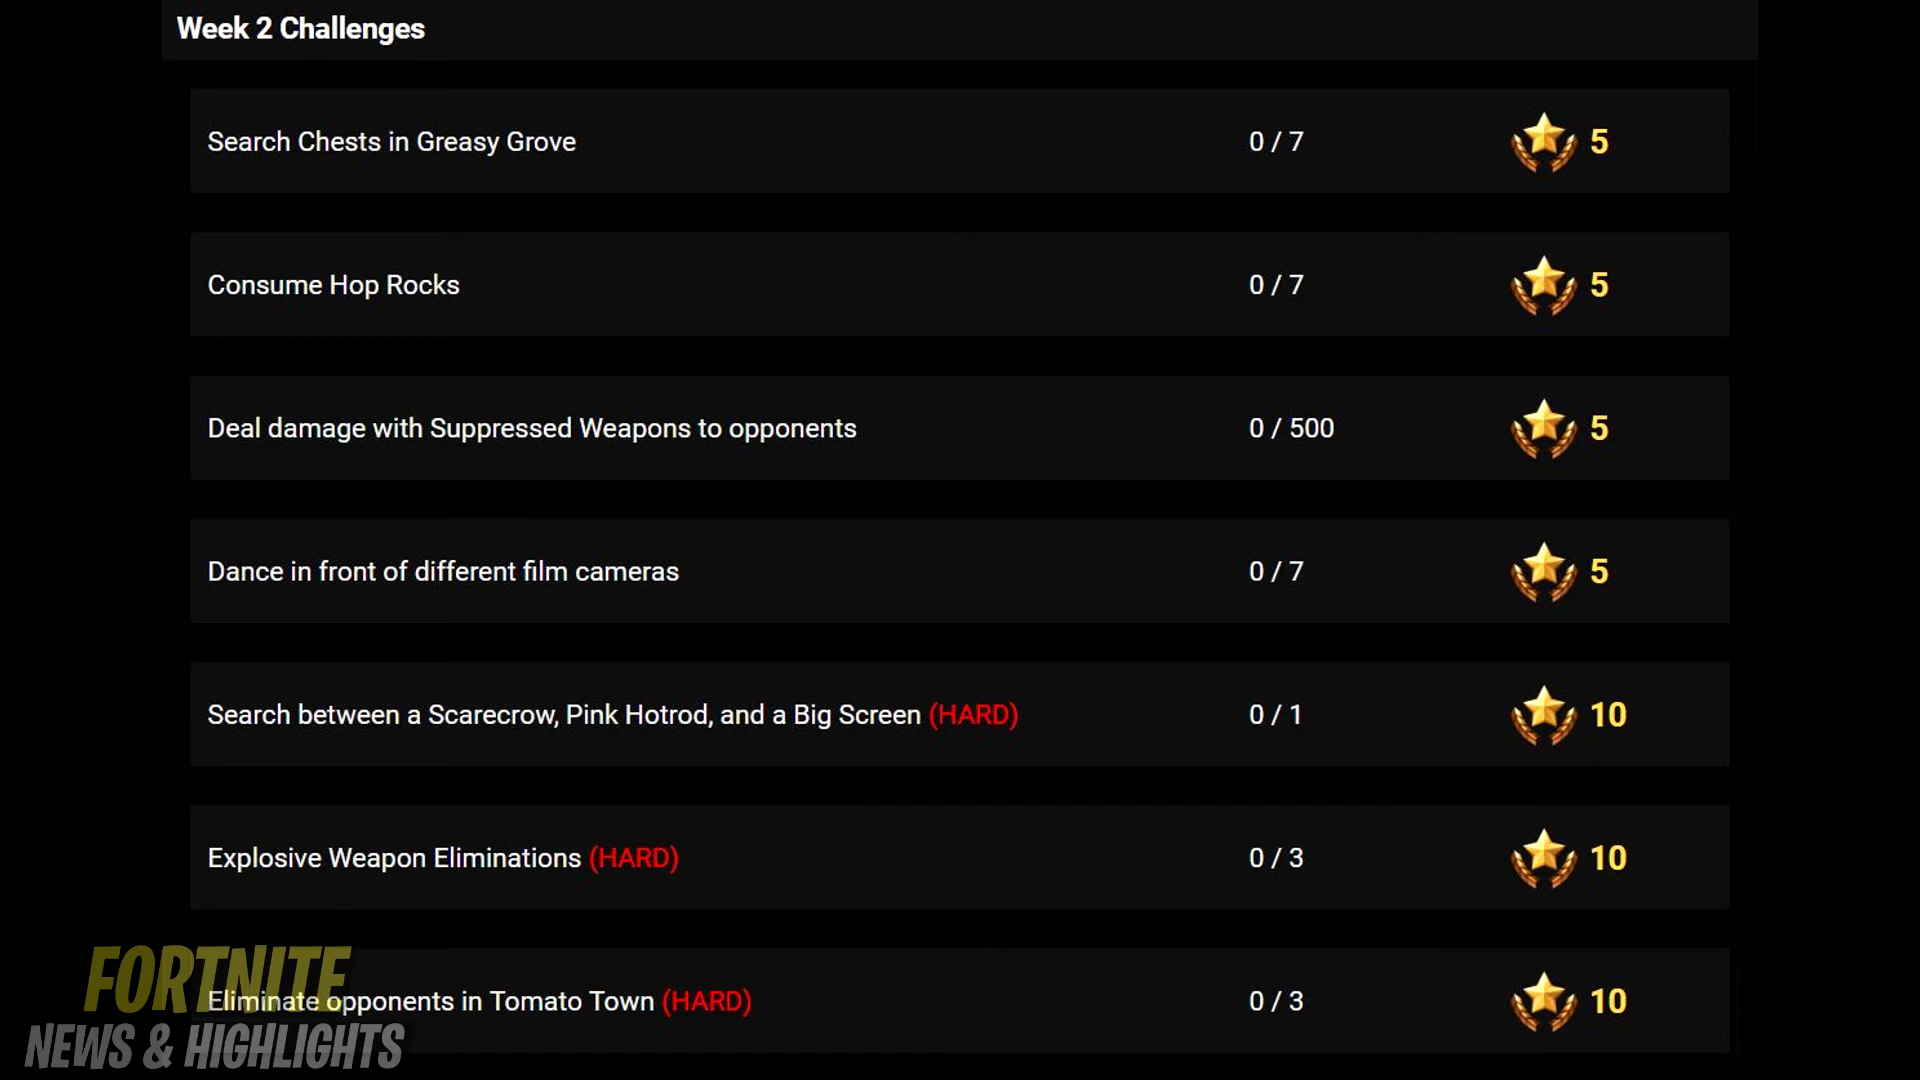 Week 2 Challenges
Search Chests in Greasy Grove 0 / 7 5
Consume Hop Rocks 0 / 7 5
Deal damage with Suppressed Weapons to opponents 0 / 500 5
Dance in front of different film cameras 0 / 7 5
Search between a Scarecrow, Pink Hotrod, and a Big Screen (HARD) 0 / 1 10
Explosive Weapon Eliminations (HARD) 0 / 3 10
Eliminate opponents in Tomato Town (HARD) 0 / 3 10
FORTNITE
NEWS & HIGHLIGHTS